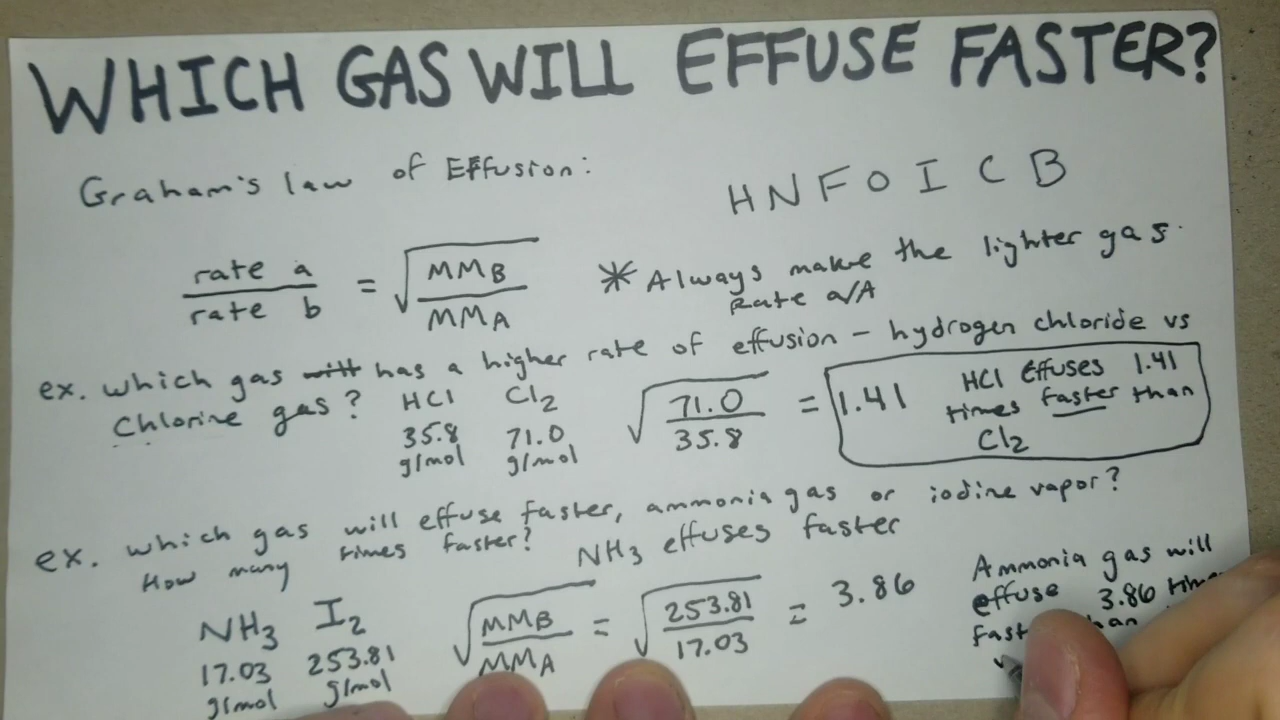 WHICH GAS WILL EFFUSE FASTER?
Graham's law of Effusion:
H N F O I C B
rate a / rate b = √ MMB / MMA
* Always make the lighter gas
Rate a/A
ex. which gas will has a higher rate of effusion - hydrogen chloride vs
Chlorine gas?
HCl Cl2
35.8 71.0
g/mol g/mol
√ 71.0 / 35.8 = 1.41
HCl Effuses 1.41
times faster than
Cl2
ex. which gas will effuse faster, ammonia gas or iodine vapor?
How many times faster?
NH3 effuses faster
NH3 I2
17.03 253.81
g/mol g/mol
√ MMB / MMA = √ 253.81 / 17.03 = 3.86
Ammonia gas will
effuse 3.86